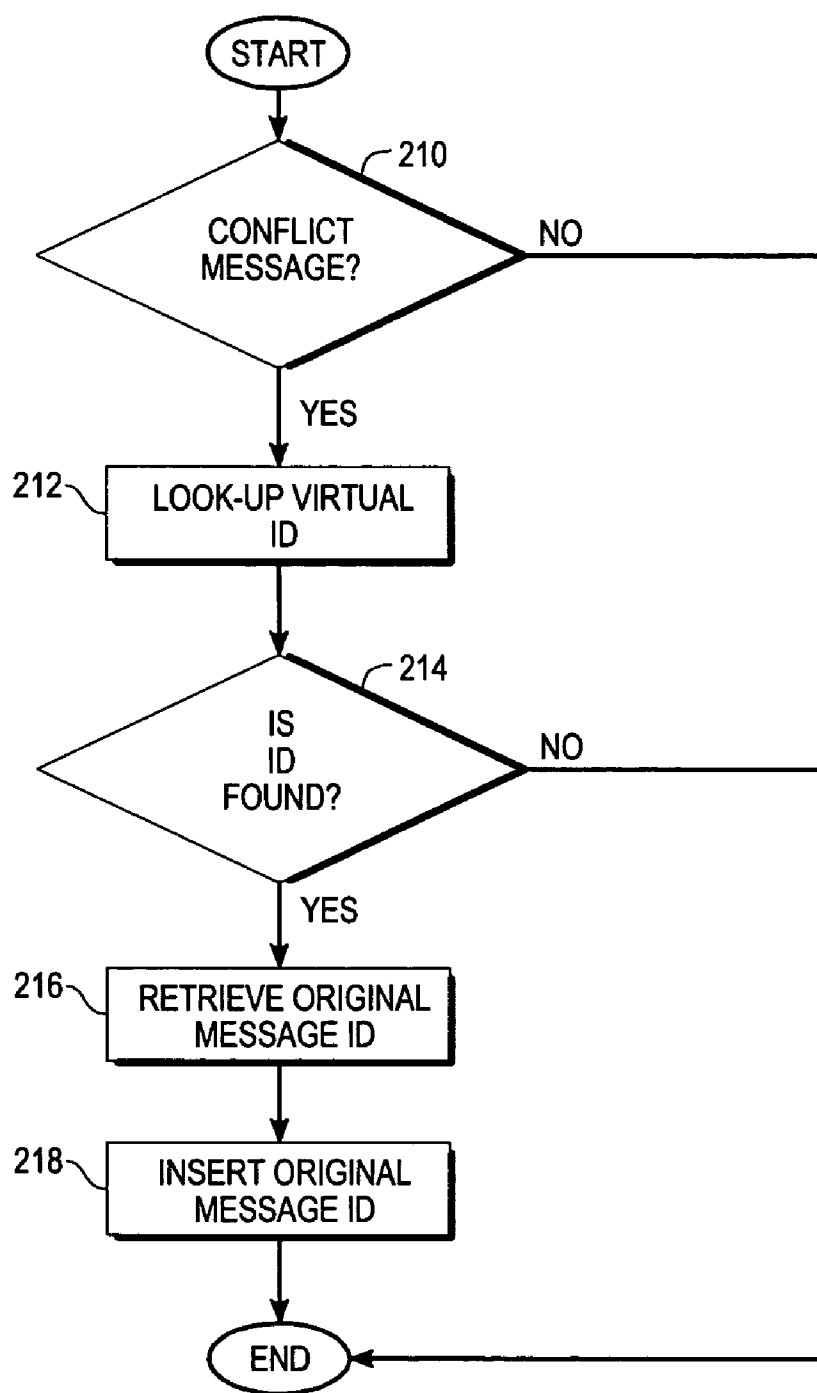 START
210
CONFLICT
MESSAGE?
NO
YES
212
LOOK-UP VIRTUAL
ID
214
IS
ID
FOUND?
NO
YES
216
RETRIEVE ORIGINAL
MESSAGE ID
218
INSERT ORIGINAL
MESSAGE ID
END